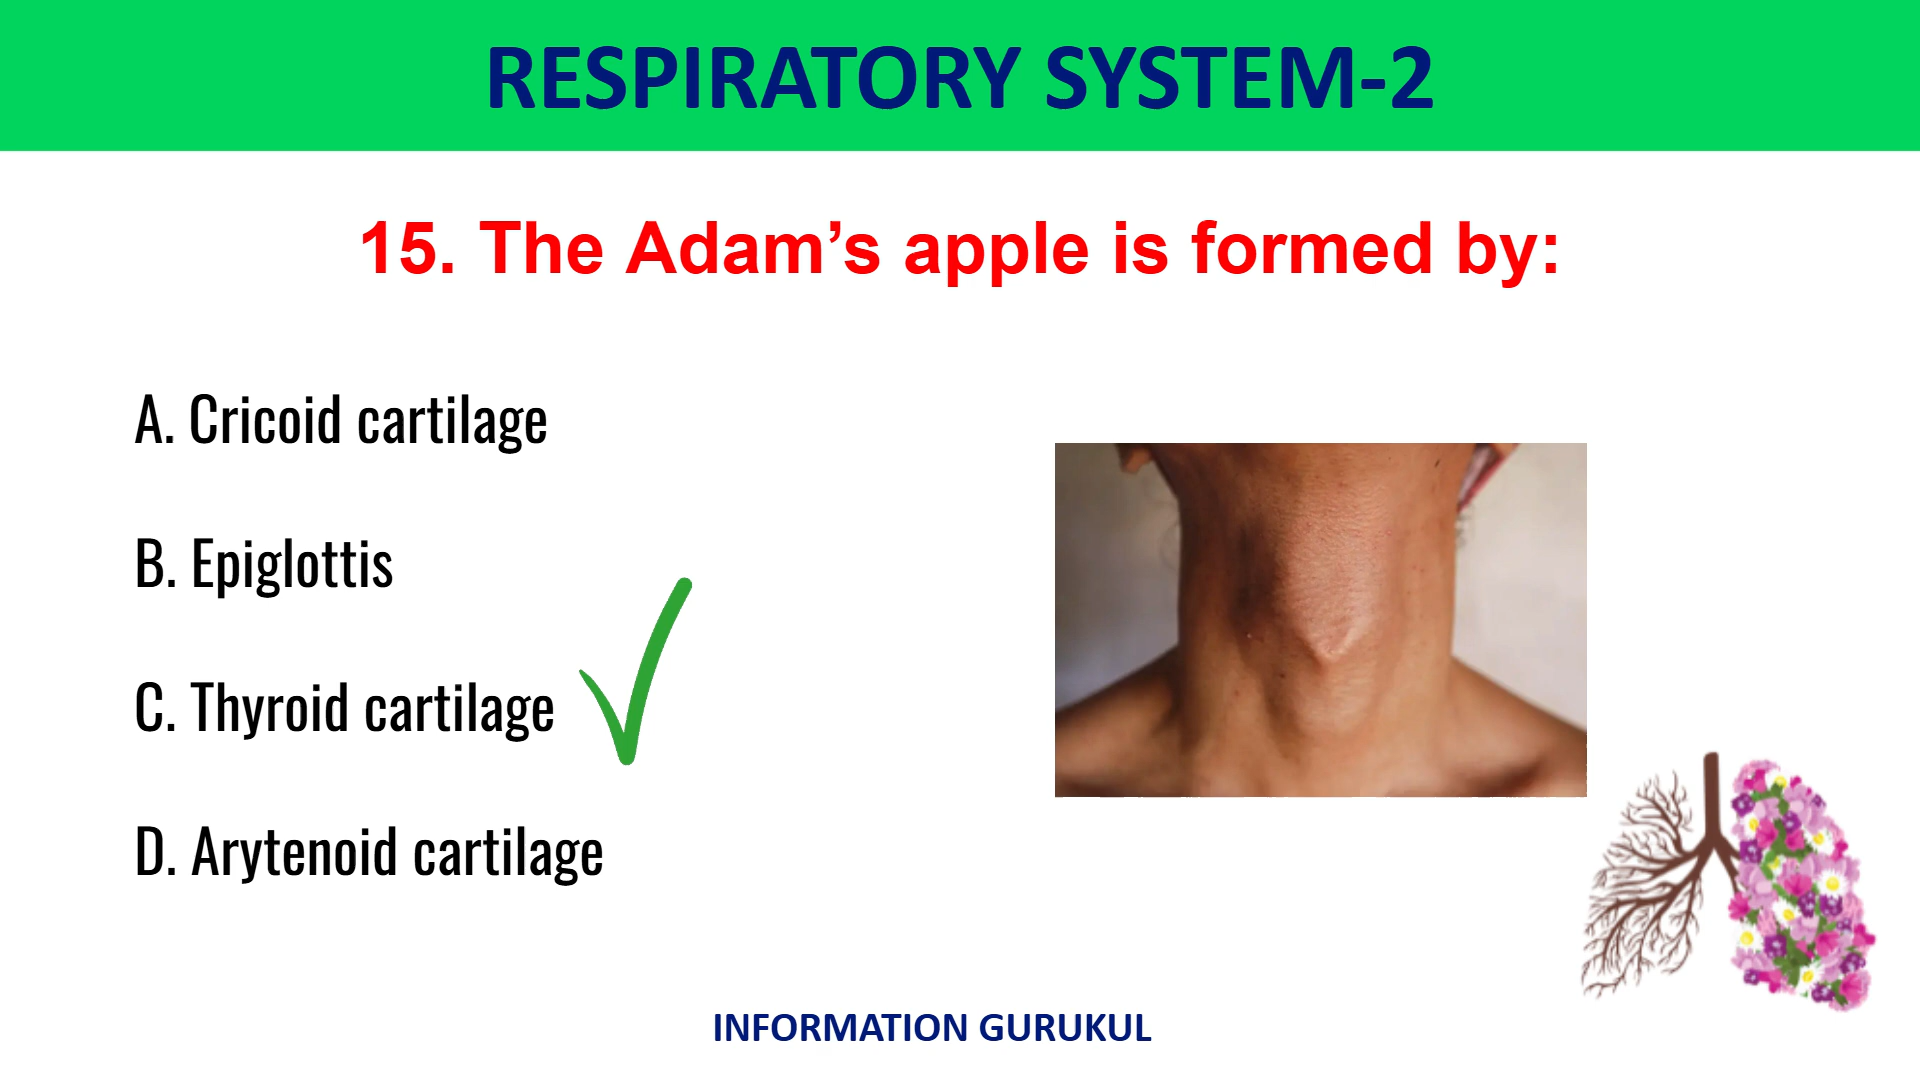 RESPIRATORY SYSTEM-2
15. The Adam’s apple is formed by:
A. Cricoid cartilage
B. Epiglottis
C. Thyroid cartilage
D. Arytenoid cartilage
INFORMATION GURUKUL